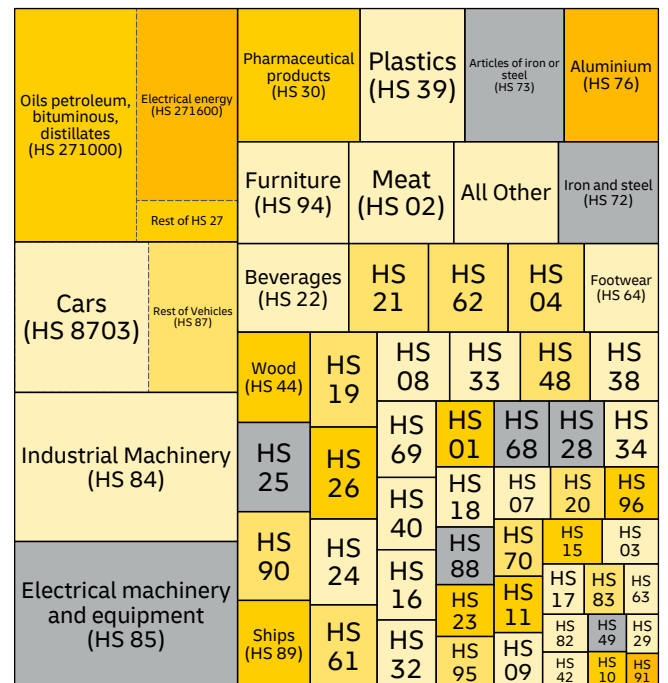 Oils petroleum,
bituminous,
distillates
(HS 271000)
Electrical energy
(HS 271600)
Rest of HS 27
Pharmaceutical
products
(HS 30)
Plastics
(HS 39)
Articles of iron or
steel
(HS 73)
Aluminium
(HS 76)
Furniture
(HS 94)
Meat
(HS 02)
All Other
Iron and steel
(HS 72)
Cars
(HS 8703)
Rest of Vehicles
(HS 87)
Beverages
(HS 22)
HS
21
HS
62
HS
04
Footwear
(HS 64)
Wood
(HS 44)
HS
19
HS
08
HS
33
HS
48
HS
38
Industrial Machinery
(HS 84)
HS
25
HS
26
HS
69
HS
01
HS
68
HS
28
HS
34
HS
40
HS
18
HS
07
HS
20
HS
96
Electrical machinery
and equipment
(HS 85)
HS
90
HS
24
HS
16
HS
88
HS
70
HS
15
HS
03
HS
17
HS
83
HS
63
Ships
(HS 89)
HS
61
HS
32
HS
23
HS
11
HS
82
HS
49
HS
29
HS
95
HS
09
HS
42
HS
10
HS
91